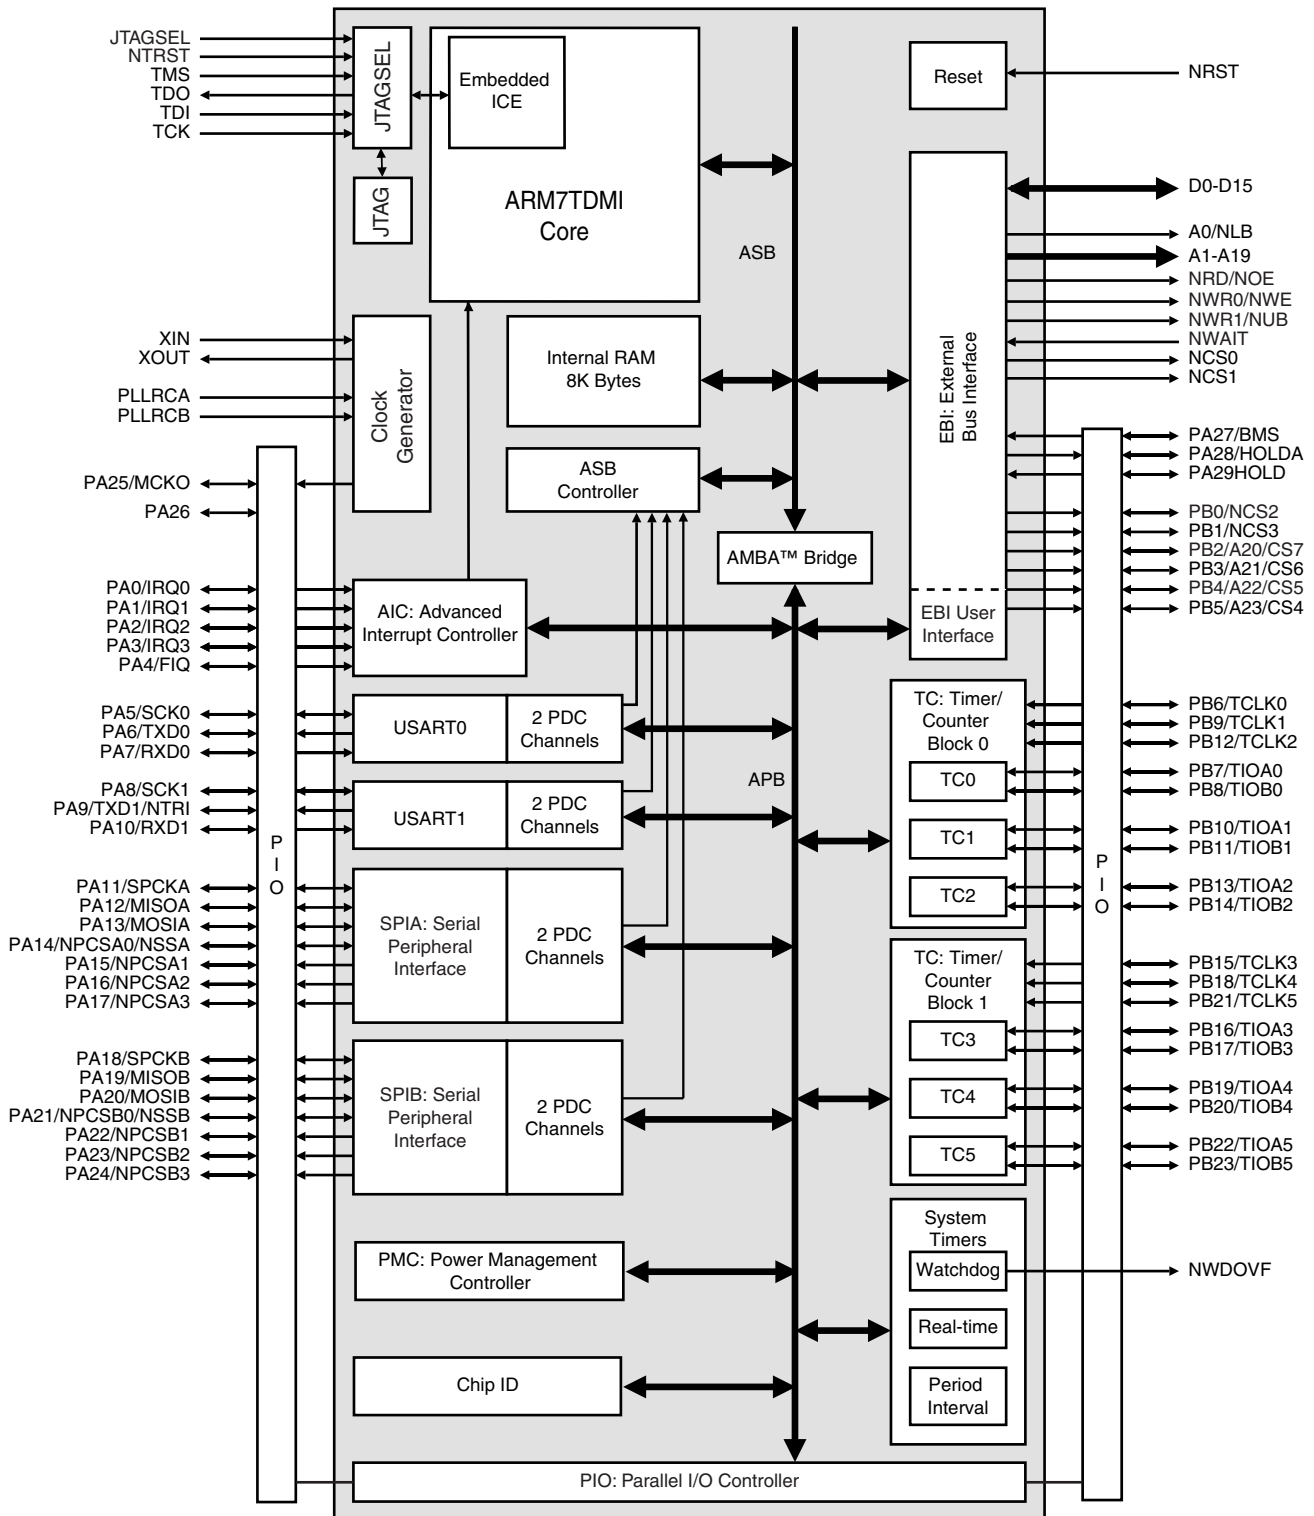 JTAGSEL
NTRST
TMS
TDO
TDI
TCK
JTAGSEL
JTAG
Embedded
ICE
ARM7TDMI
Core
ASB
Reset
NRST
EBI: External
Bus Interface
D0-D15
A0/NLB
A1-A19
NRD/NOE
NWR0/NWE
NWR1/NUB
NWAIT
NCS0
NCS1
XIN
XOUT
PLLRCA
PLLRCB
Clock
Generator
Internal RAM
8K Bytes
ASB
Controller
AMBA™ Bridge
EBI User
Interface
PA27/BMS
PA28/HOLDA
PA29HOLD
PB0/NCS2
PB1/NCS3
PB2/A20/CS7
PB3/A21/CS6
PB4/A22/CS5
PB5/A23/CS4
PA25/MCKO
PA26
PA0/IRQ0
PA1/IRQ1
PA2/IRQ2
PA3/IRQ3
PA4/FIQ
AIC: Advanced
Interrupt Controller
PA5/SCK0
PA6/TXD0
PA7/RXD0
USART0
2 PDC
Channels
PA8/SCK1
PA9/TXD1/NTRI
PA10/RXD1
USART1
2 PDC
Channels
APB
P
I
O
PA11/SPCKA
PA12/MISOA
PA13/MOSIA
PA14/NPCSA0/NSSA
PA15/NPCSA1
PA16/NPCSA2
PA17/NPCSA3
SPIA: Serial
Peripheral
Interface
2 PDC
Channels
PA18/SPCKB
PA19/MISOB
PA20/MOSIB
PA21/NPCSB0/NSSB
PA22/NPCSB1
PA23/NPCSB2
PA24/NPCSB3
SPIB: Serial
Peripheral
Interface
2 PDC
Channels
TC: Timer/
Counter
Block 0
TC0
TC1
TC2
PB6/TCLK0
PB9/TCLK1
PB12/TCLK2
PB7/TIOA0
PB8/TIOB0
PB10/TIOA1
PB11/TIOB1
PB13/TIOA2
PB14/TIOB2
P
I
O
TC: Timer/
Counter
Block 1
TC3
TC4
TC5
PB15/TCLK3
PB18/TCLK4
PB21/TCLK5
PB16/TIOA3
PB17/TIOB3
PB19/TIOA4
PB20/TIOB4
PB22/TIOA5
PB23/TIOB5
PMC: Power Management
Controller
Chip ID
System
Timers
Watchdog
Real-time
Period
Interval
NWDOVF
PIO: Parallel I/O Controller